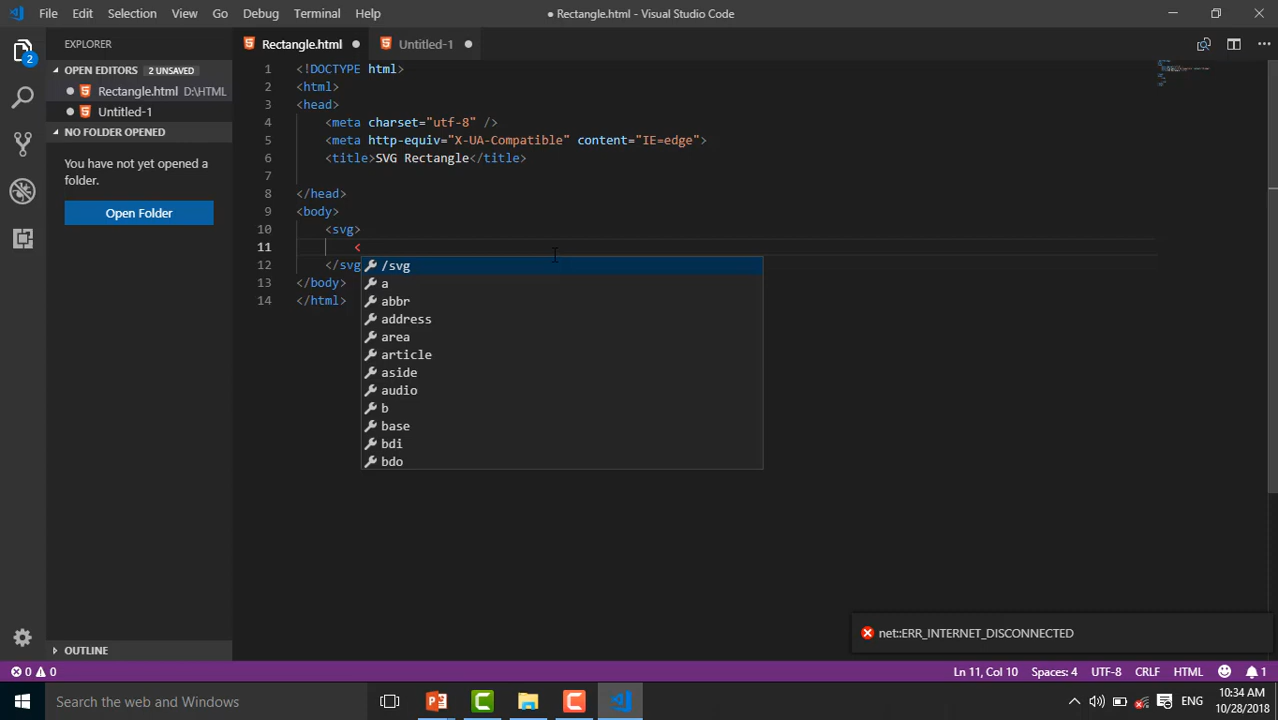 File Edit Selection View Go Debug Terminal Help
● Rectangle.html - Visual Studio Code
EXPLORER
Rectangle.html ●
Untitled-1 ●
OPEN EDITORS 2 UNSAVED
● Rectangle.html D:\HTML
● Untitled-1
NO FOLDER OPENED
You have not yet opened a
folder.
Open Folder
OUTLINE
2
1 <!DOCTYPE html>
2 <html>
3 <head>
4 <meta charset="utf-8" />
5 <meta http-equiv="X-UA-Compatible" content="IE=edge">
6 <title>SVG Rectangle</title>
7
8 </head>
9 <body>
10 <svg>
11 <
12 </svg
13 </body>
14 </html>
/svg
a
abbr
address
area
article
aside
audio
b
base
bdi
bdo
net::ERR_INTERNET_DISCONNECTED
0 0
Ln 11, Col 10 Spaces: 4 UTF-8 CRLF HTML 1
Search the web and Windows
ENG
10:34 AM
10/28/2018